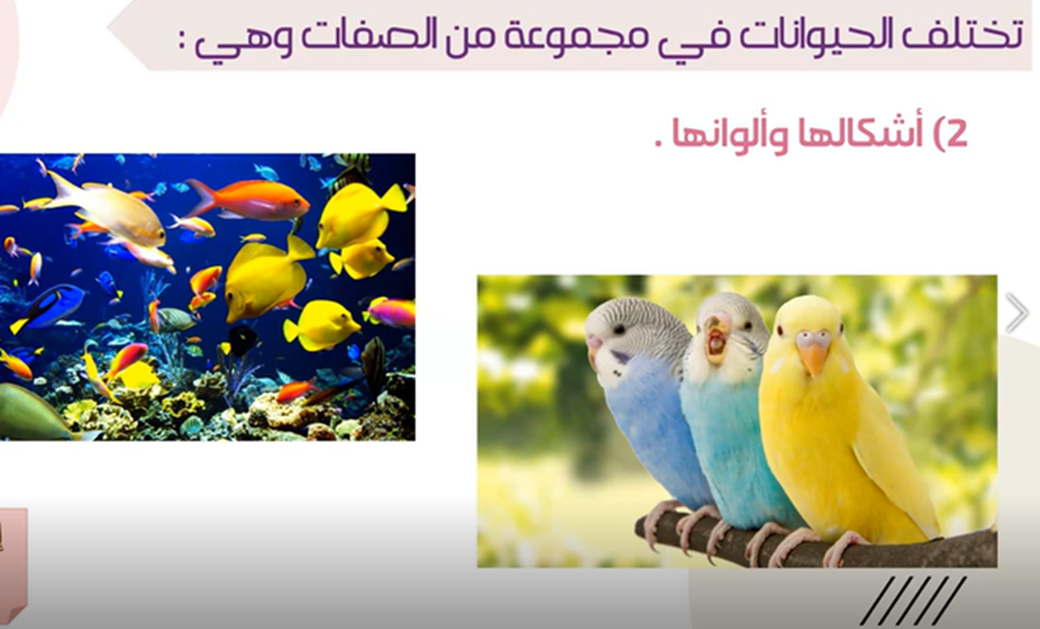 تختلف الحيوانات في مجموعة من الصفات وهي :
2) أشكالها وألوانها .